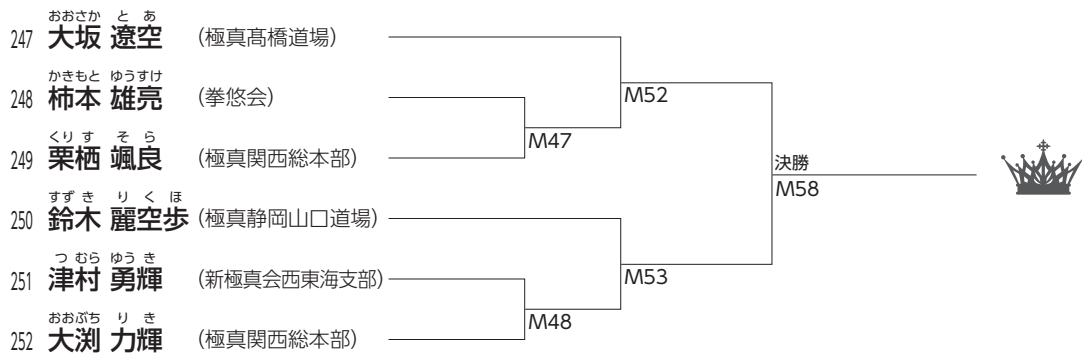 おおさか とあ
247 大坂 遼空 (極真髙橋道場)
かきもと ゆうすけ
248 柿本 雄亮 (拳悠会)
くりす そら
249 栗栖 颯良 (極真関西総本部)
すずき りくほ
250 鈴木 麗空歩 (極真静岡山口道場)
つむら ゆうき
251 津村 勇輝 (新極真会西東海支部)
おおぶち りき
252 大渕 力輝 (極真関西総本部)
M52
M47
決勝
M58
M53
M48